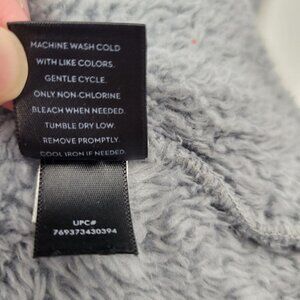 MACHINE WASH COLD
WITH LIKE COLORS.
GENTLE CYCLE.
ONLY NON-CHLORINE
BLEACH WHEN NEEDED.
TUMBLE DRY LOW.
REMOVE PROMPTLY.
COOL IRON IF NEEDED.
UPC#
769373430394